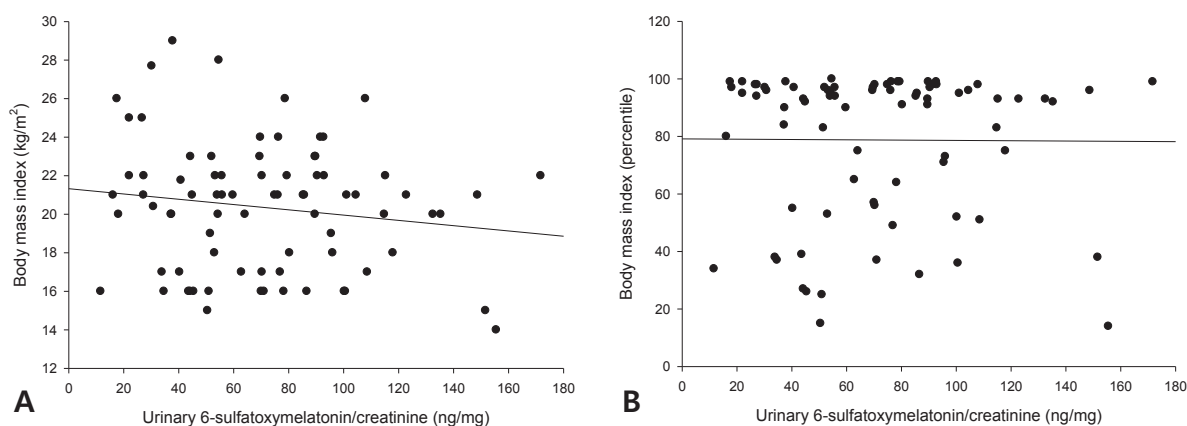 30
28
26
24
22
20
18
16
14
12
Body mass index (kg/m²)
0 20 40 60 80 100 120 140 160 180
Urinary 6-sulfatoxymelatonin/creatinine (ng/mg)
A
120
100
80
60
40
20
0
Body mass index (percentile)
0 20 40 60 80 100 120 140 160 180
Urinary 6-sulfatoxymelatonin/creatinine (ng/mg)
B